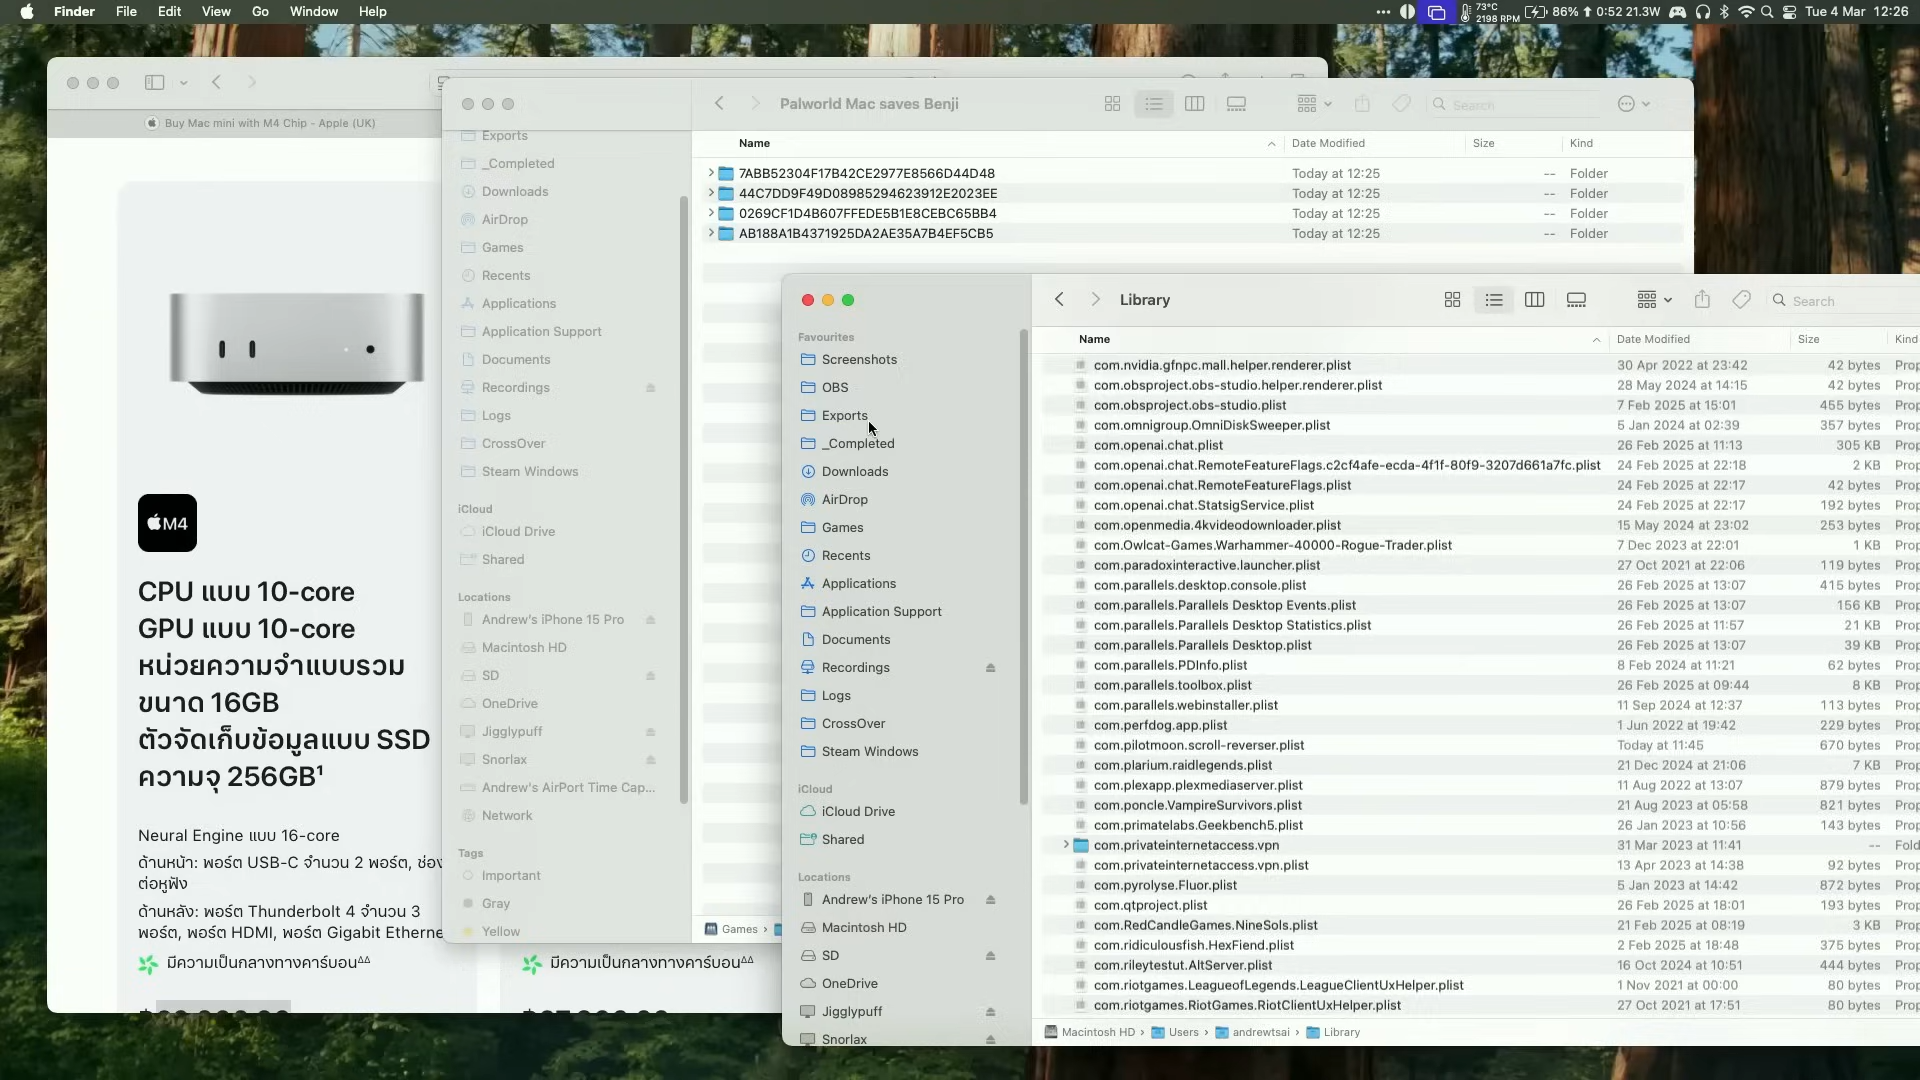 Finder File Edit View Go Window Help
73°C
2198 RPM
86% 0:52 21.3W
Tue 4 Mar 12:26
Buy Mac mini with M4 Chip - Apple (UK)
M4
CPU แบบ 10-core
GPU แบบ 10-core
หน่วยความจำแบบรวม
ขนาด 16GB
ตัวจัดเก็บข้อมูลแบบ SSD
ความจุ 256GB¹
Neural Engine แบบ 16-core
ด้านหน้า: พอร์ต USB-C จำนวน 2 พอร์ต, ช่อง
ต่อหูฟัง
ด้านหลัง: พอร์ต Thunderbolt 4 จำนวน 3
พอร์ต, พอร์ต HDMI, พอร์ต Gigabit Etherne
มีความเป็นกลางทางคาร์บอน∆∆
มีความเป็นกลางทางคาร์บอน∆∆
Exports
_Completed
Downloads
AirDrop
Games
Recents
Applications
Application Support
Documents
Recordings
Logs
CrossOver
Steam Windows
iCloud
iCloud Drive
Shared
Locations
Andrew's iPhone 15 Pro
Macintosh HD
SD
OneDrive
Jigglypuff
Snorlax
Andrew's AirPort Time Cap...
Network
Tags
Important
Gray
Yellow
Palworld Mac saves Benji
Search
Name Date Modified Size Kind
7ABB52304F17B42CE2977E8566D44D48 Today at 12:25 -- Folder
44C7DD9F49D08985294623912E2023EE Today at 12:25 -- Folder
0269CF1D4B607FFEDE5B1E8CEBC65BB4 Today at 12:25 -- Folder
AB188A1B4371925DA2AE35A7B4EF5CB5 Today at 12:25 -- Folder
Games
Favourites
Screenshots
OBS
Exports
_Completed
Downloads
AirDrop
Games
Recents
Applications
Application Support
Documents
Recordings
Logs
CrossOver
Steam Windows
iCloud
iCloud Drive
Shared
Locations
Andrew's iPhone 15 Pro
Macintosh HD
SD
OneDrive
Jigglypuff
Snorlax
Library
Search
Name Date Modified Size Kind
com.nvidia.gfnpc.mall.helper.renderer.plist 30 Apr 2022 at 23:42 42 bytes Prop
com.obsproject.obs-studio.helper.renderer.plist 28 May 2024 at 14:15 42 bytes Prop
com.obsproject.obs-studio.plist 7 Feb 2025 at 15:01 455 bytes Prop
com.omnigroup.OmniDiskSweeper.plist 5 Jan 2024 at 02:39 357 bytes Prop
com.openai.chat.plist 26 Feb 2025 at 11:13 305 KB Prop
com.openai.chat.RemoteFeatureFlags.c2cf4afe-ecda-4f1f-80f9-3207d661a7fc.plist 24 Feb 2025 at 22:18 2 KB Prop
com.openai.chat.RemoteFeatureFlags.plist 24 Feb 2025 at 22:17 42 bytes Prop
com.openai.chat.StatsigService.plist 24 Feb 2025 at 22:17 192 bytes Prop
com.openmedia.4kvideodownloader.plist 15 May 2024 at 23:02 253 bytes Prop
com.Owlcat-Games.Warhammer-40000-Rogue-Trader.plist 7 Dec 2023 at 22:01 1 KB Prop
com.paradoxinteractive.launcher.plist 27 Oct 2021 at 22:06 119 bytes Prop
com.parallels.desktop.console.plist 26 Feb 2025 at 13:07 415 bytes Prop
com.parallels.Parallels Desktop Events.plist 26 Feb 2025 at 13:07 156 KB Prop
com.parallels.Parallels Desktop Statistics.plist 26 Feb 2025 at 11:57 21 KB Prop
com.parallels.Parallels Desktop.plist 26 Feb 2025 at 13:07 39 KB Prop
com.parallels.PDInfo.plist 8 Feb 2024 at 11:21 62 bytes Prop
com.parallels.toolbox.plist 26 Feb 2025 at 09:44 8 KB Prop
com.parallels.webinstaller.plist 11 Sep 2024 at 12:37 113 bytes Prop
com.perfdog.app.plist 1 Jun 2022 at 19:42 229 bytes Prop
com.pilotmoon.scroll-reverser.plist Today at 11:45 670 bytes Prop
com.plarium.raidlegends.plist 21 Dec 2024 at 21:06 7 KB Prop
com.plexapp.plexmediaserver.plist 11 Aug 2022 at 13:07 879 bytes Prop
com.poncle.VampireSurvivors.plist 21 Aug 2023 at 05:58 821 bytes Prop
com.primatelabs.Geekbench5.plist 26 Jan 2023 at 10:56 143 bytes Prop
com.privateinternetaccess.vpn 31 Mar 2023 at 11:41 -- Fold
com.privateinternetaccess.vpn.plist 13 Apr 2023 at 14:38 92 bytes Prop
com.pyrolyse.Fluor.plist 5 Jan 2023 at 14:42 872 bytes Prop
com.qtproject.plist 26 Feb 2025 at 18:01 193 bytes Prop
com.RedCandleGames.NineSols.plist 21 Feb 2025 at 08:19 3 KB Prop
com.ridiculousfish.HexFiend.plist 2 Feb 2025 at 18:48 375 bytes Prop
com.rileytestut.AltServer.plist 16 Oct 2024 at 10:51 444 bytes Prop
com.riotgames.LeagueofLegends.LeagueClientUxHelper.plist 1 Nov 2021 at 00:00 80 bytes Prop
com.riotgames.RiotGames.RiotClientUxHelper.plist 27 Oct 2021 at 17:51 80 bytes Prop
Macintosh HD › Users › andrewtsai › Library